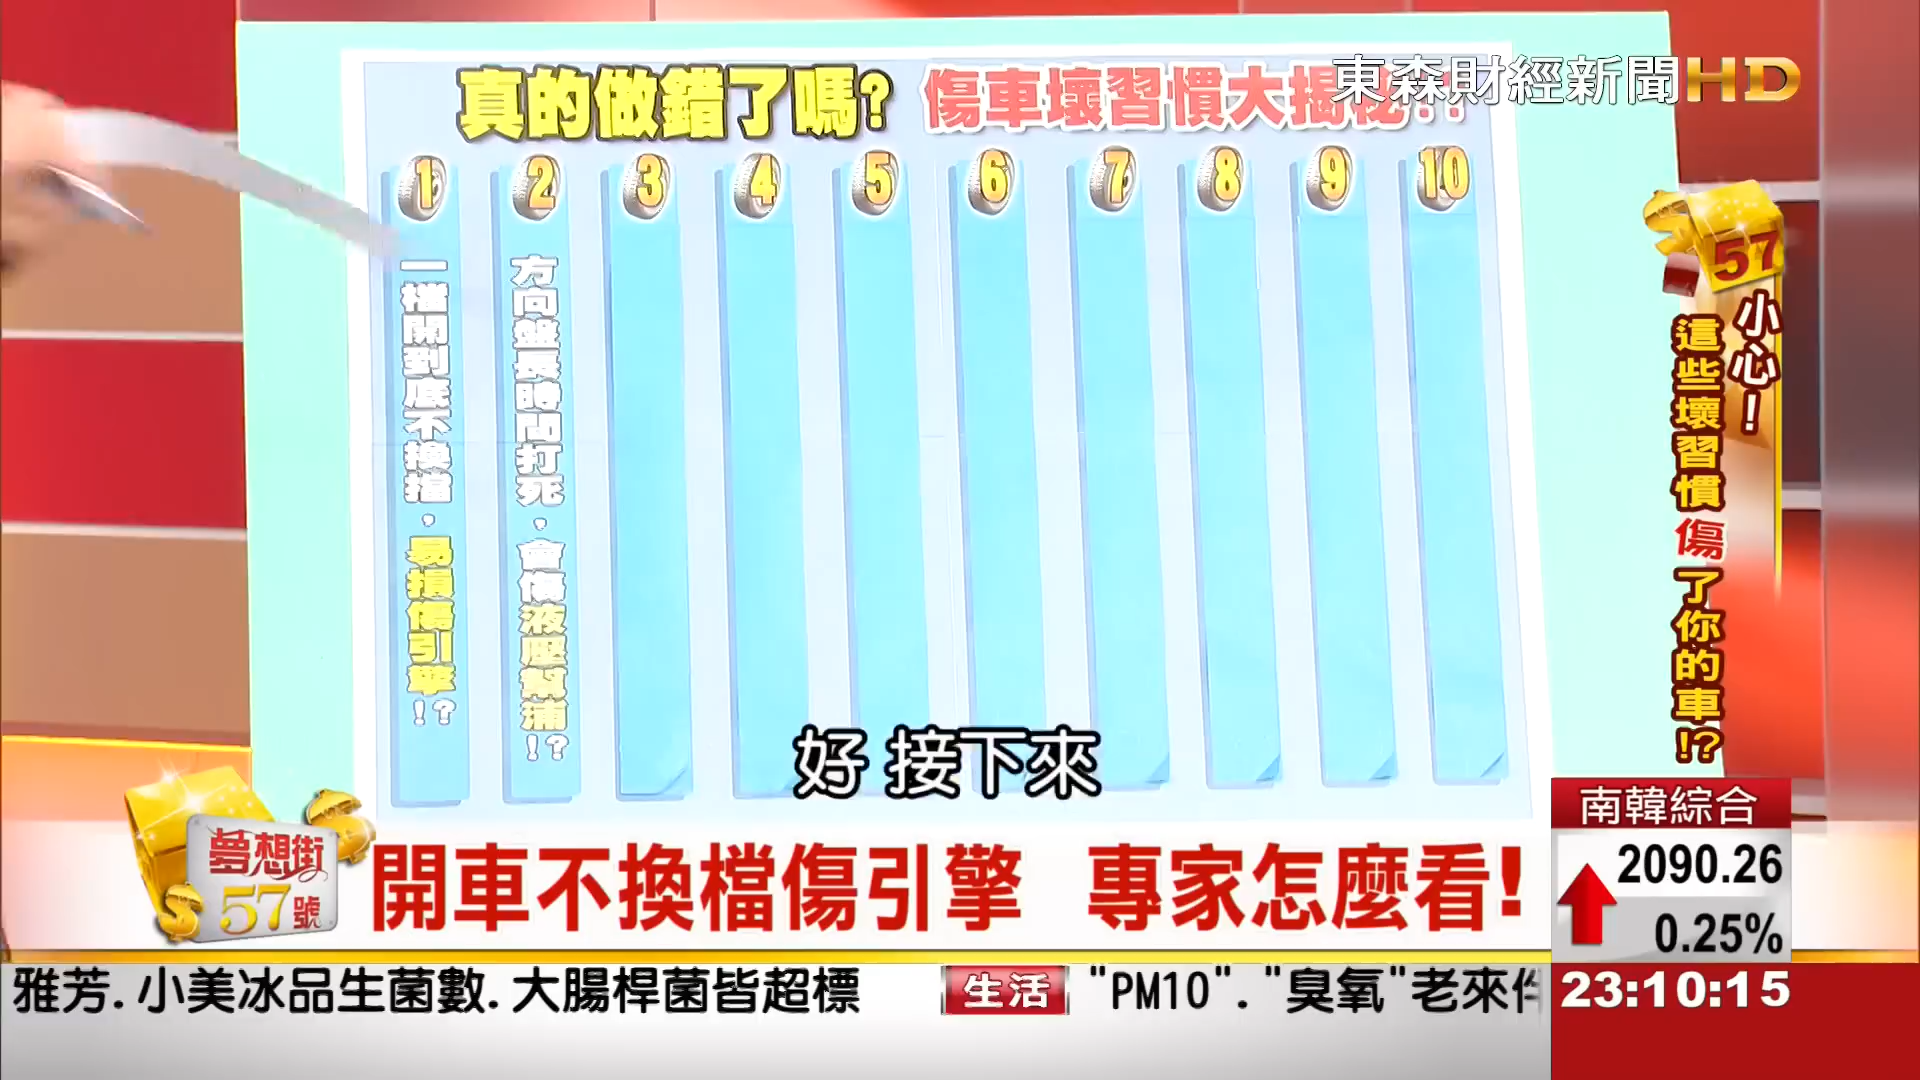 真的做錯了嗎? 傷車壞習慣大揭秘!?
東森財經新聞HD
1
2
3
4
5
6
7
8
9
10
一檔開到底不換擋，易損傷引擎!?
方向盤長時間打死，會傷液壓幫浦!?
57
小心!
這些壞習慣傷了你的車!?
好 接下來
夢想街
57號
開車不換檔傷引擎 專家怎麼看!
南韓綜合
2090.26
0.25%
雅芳.小美冰品生菌數.大腸桿菌皆超標 生活 "PM10"."臭氧"老來伴
23:10:15